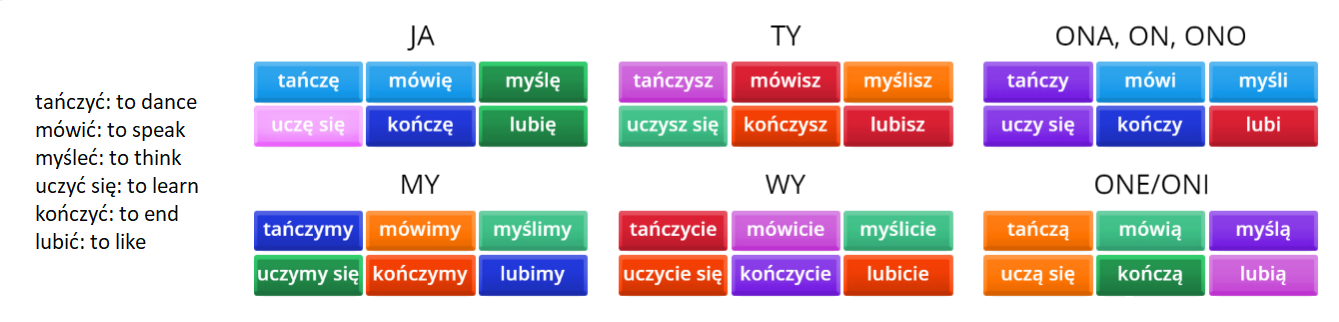 tańczyć: to dance
mówić: to speak
myśleć: to think
uczyć się: to learn
kończyć: to end
lubić: to like
JA
tańczę mówię myślę
uczę się kończę lubię
TY
tańczysz mówisz myślisz
uczysz się kończysz lubisz
ONA, ON, ONO
tańczy mówi myśli
uczy się kończy lubi
MY
tańczymy mówimy myślimy
uczymy się kończymy lubimy
WY
tańczycie mówicie myślicie
uczycie się kończycie lubicie
ONE/ONI
tańczą mówią myślą
uczą się kończą lubią